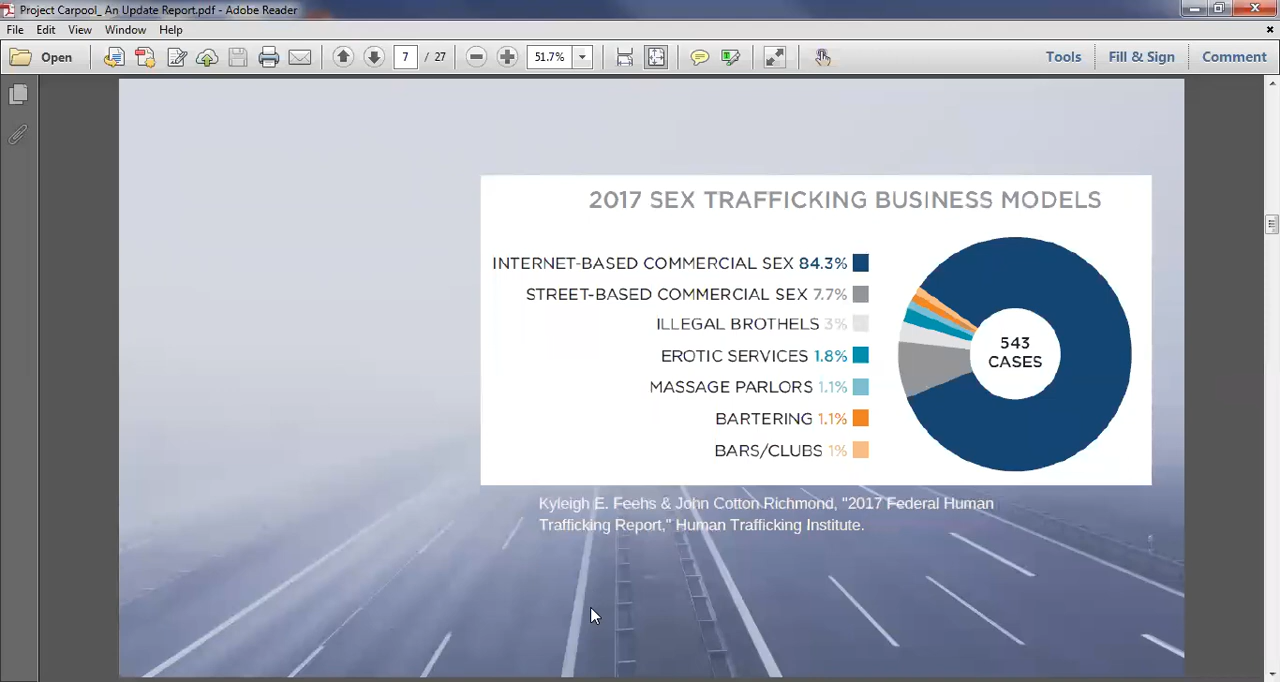 Project Carpool_ An Update Report.pdf - Adobe Reader
File Edit View Window Help
Open 7 / 27 51.7% Tools Fill & Sign Comment
2017 SEX TRAFFICKING BUSINESS MODELS
INTERNET-BASED COMMERCIAL SEX 84.3%
STREET-BASED COMMERCIAL SEX 7.7%
ILLEGAL BROTHELS 3%
EROTIC SERVICES 1.8%
MASSAGE PARLORS 1.1%
BARTERING 1.1%
BARS/CLUBS 1%
543
CASES
Kyleigh E. Feehs & John Cotton Richmond, "2017 Federal Human
Trafficking Report," Human Trafficking Institute.